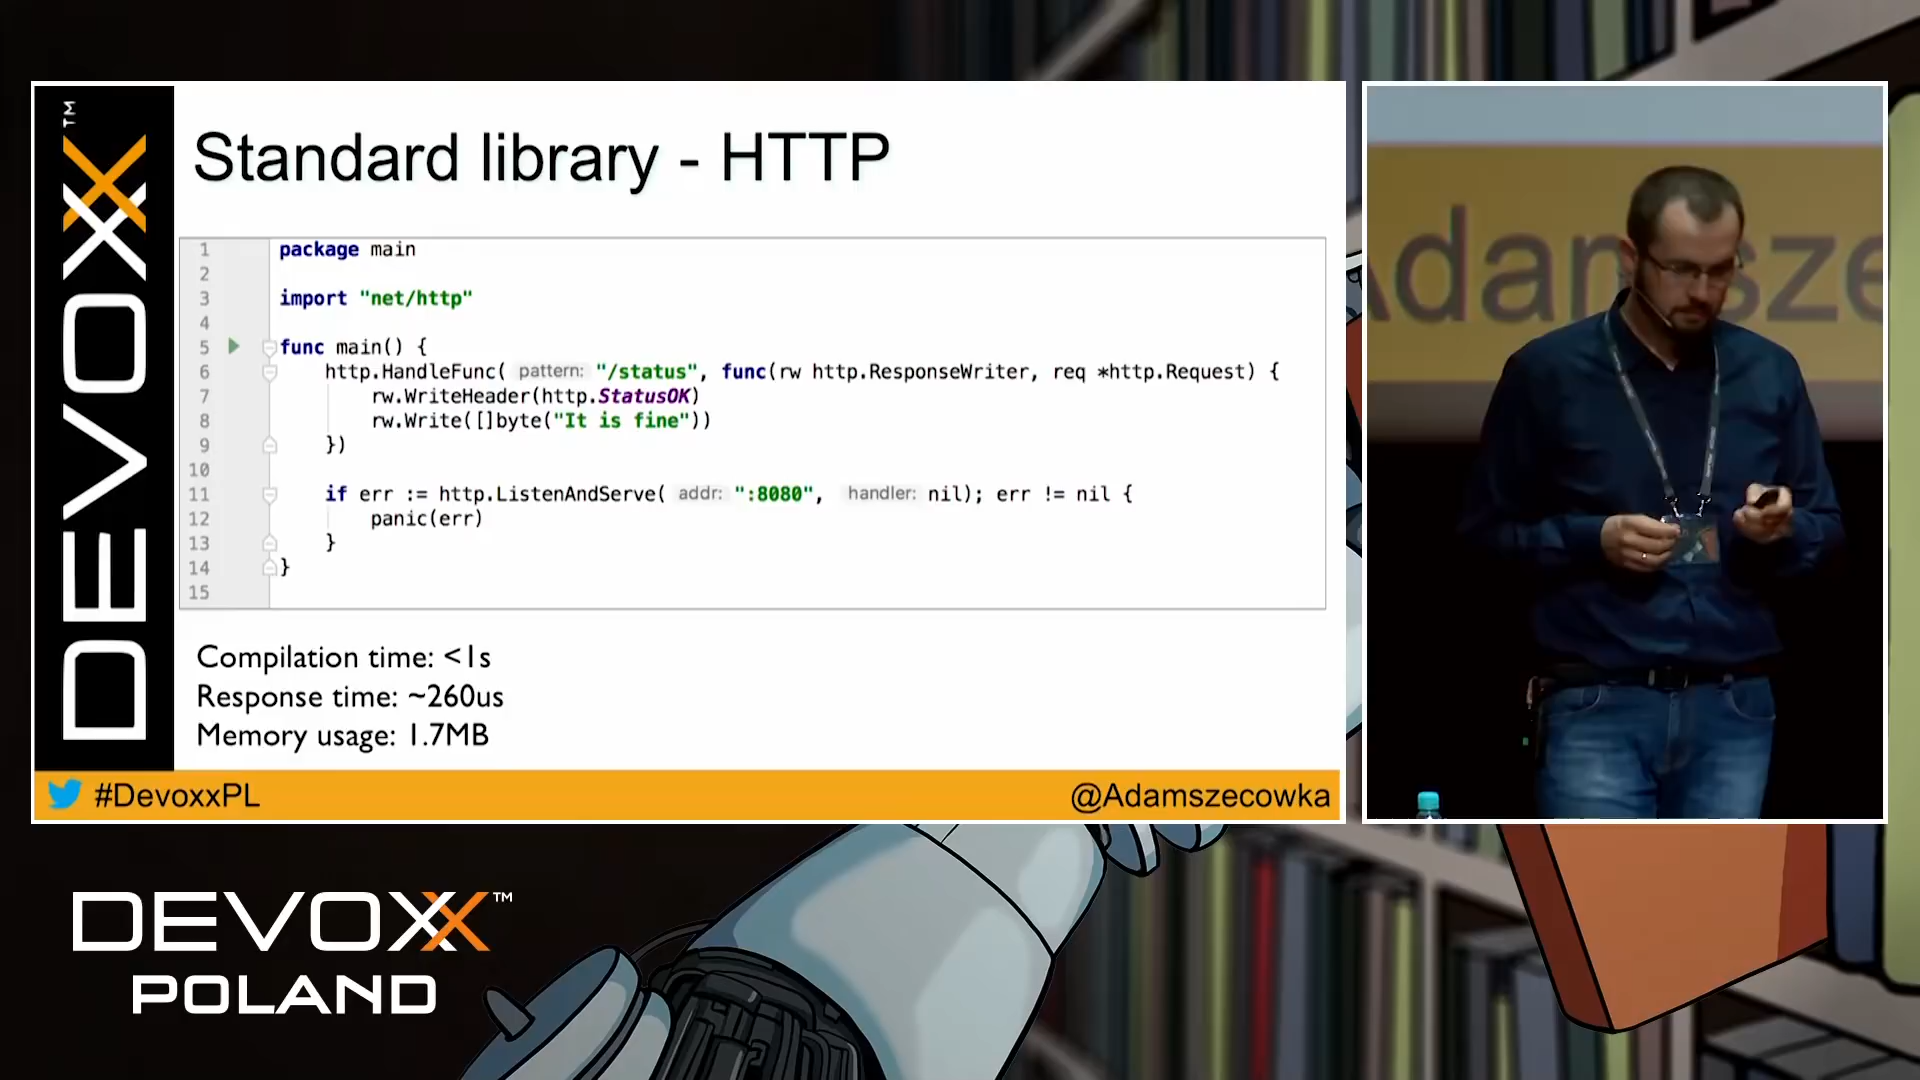 DEVOXX™
Standard library - HTTP
1 package main
2
3 import "net/http"
4
5 func main() {
6 http.HandleFunc( pattern: "/status", func(rw http.ResponseWriter, req *http.Request) {
7 rw.WriteHeader(http.StatusOK)
8 rw.Write([]byte("It is fine"))
9 })
10
11 if err := http.ListenAndServe( addr: ":8080", handler: nil); err != nil {
12 panic(err)
13 }
14 }
15
Compilation time: <1s
Response time: ~260us
Memory usage: 1.7MB
#DevoxxPL
@Adamszecowka
Adamsze
DEVOXX™
POLAND